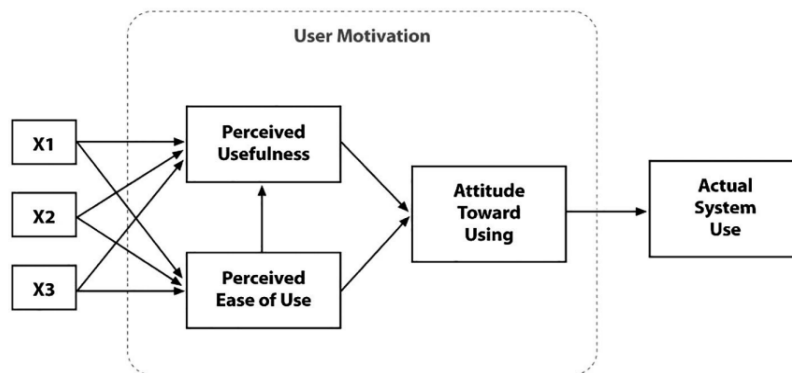 User Motivation
X1
X2
X3
Perceived
Usefulness
Perceived
Ease of Use
Attitude
Toward
Using
Actual
System
Use